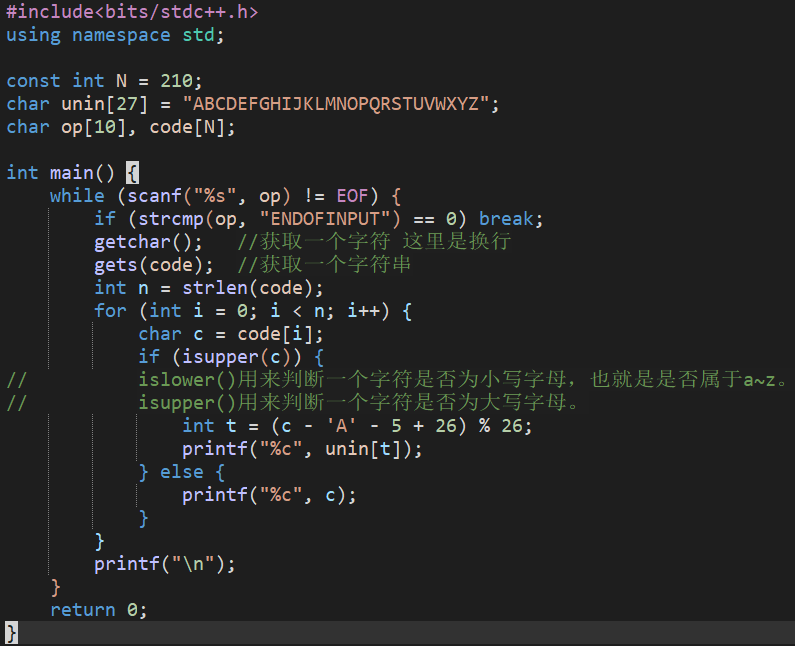 #include<bits/stdc++.h>
using namespace std;

const int N = 210;
char unin[27] = "ABCDEFGHIJKLMNOPQRSTUVWXYZ";
char op[10], code[N];

int main() {
    while (scanf("%s", op) != EOF) {
        if (strcmp(op, "ENDOFINPUT") == 0) break;
        getchar();   //获取一个字符 这里是换行
        gets(code);  //获取一个字符串
        int n = strlen(code);
        for (int i = 0; i < n; i++) {
            char c = code[i];
            if (isupper(c)) {
//          islower()用来判断一个字符是否为小写字母，也就是是否属于a~z。
//          isupper()用来判断一个字符是否为大写字母。
                int t = (c - 'A' - 5 + 26) % 26;
                printf("%c", unin[t]);
            } else {
                printf("%c", c);
            }
        }
        printf("\n");
    }
    return 0;
}